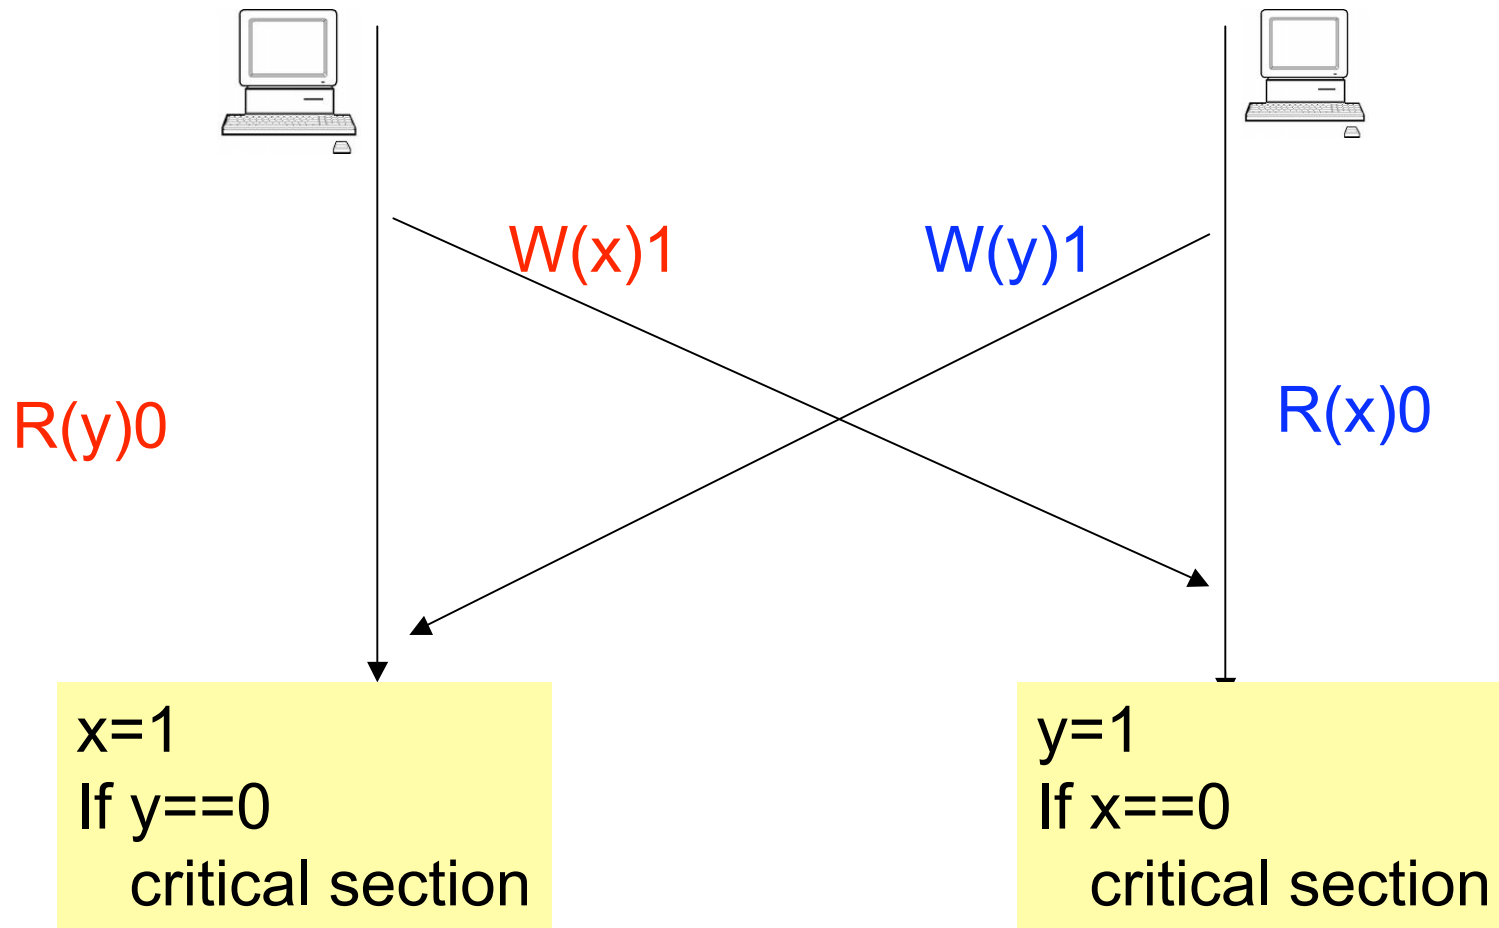 W(x)1
W(y)1
R(y)0
R(x)0
x=1
If y==0
critical section
y=1
If x==0
critical section